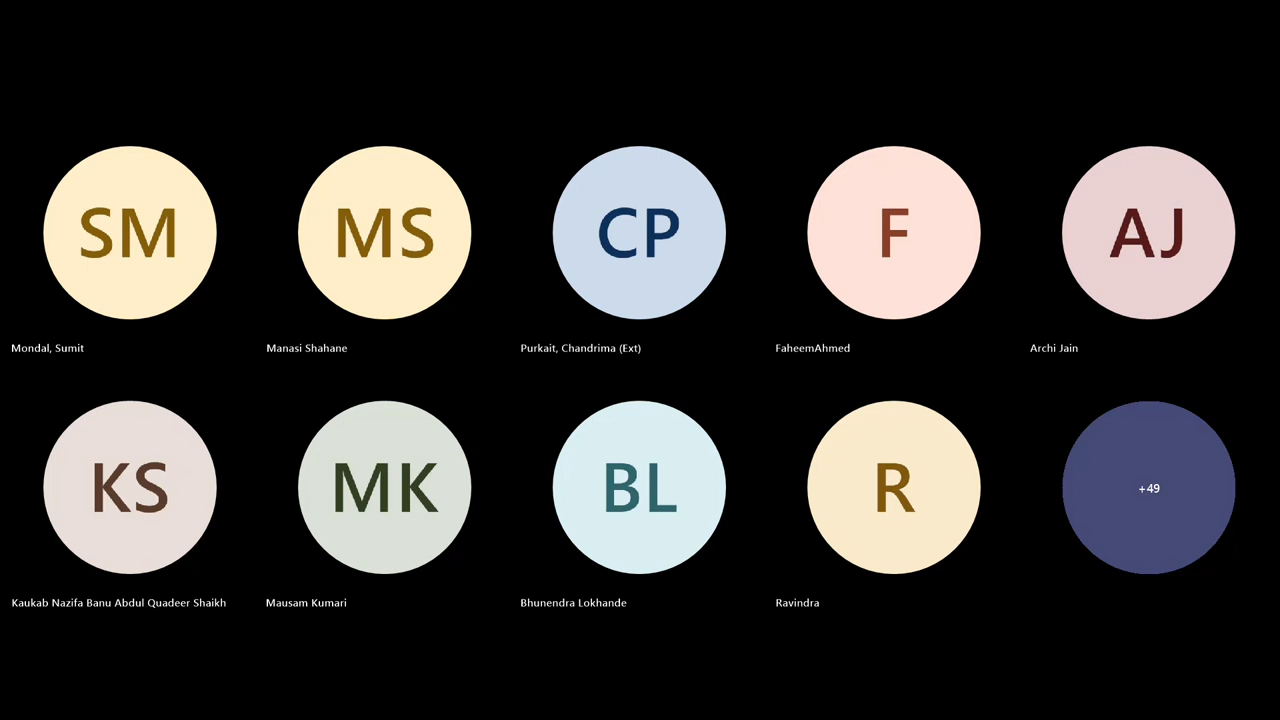 SM
MS
CP
F
AJ
Mondal, Sumit
Manasi Shahane
Purkait, Chandrima (Ext)
FaheemAhmed
Archi Jain
KS
MK
BL
R
+49
Kaukab Nazifa Banu Abdul Quadeer Shaikh
Mausam Kumari
Bhunendra Lokhande
Ravindra